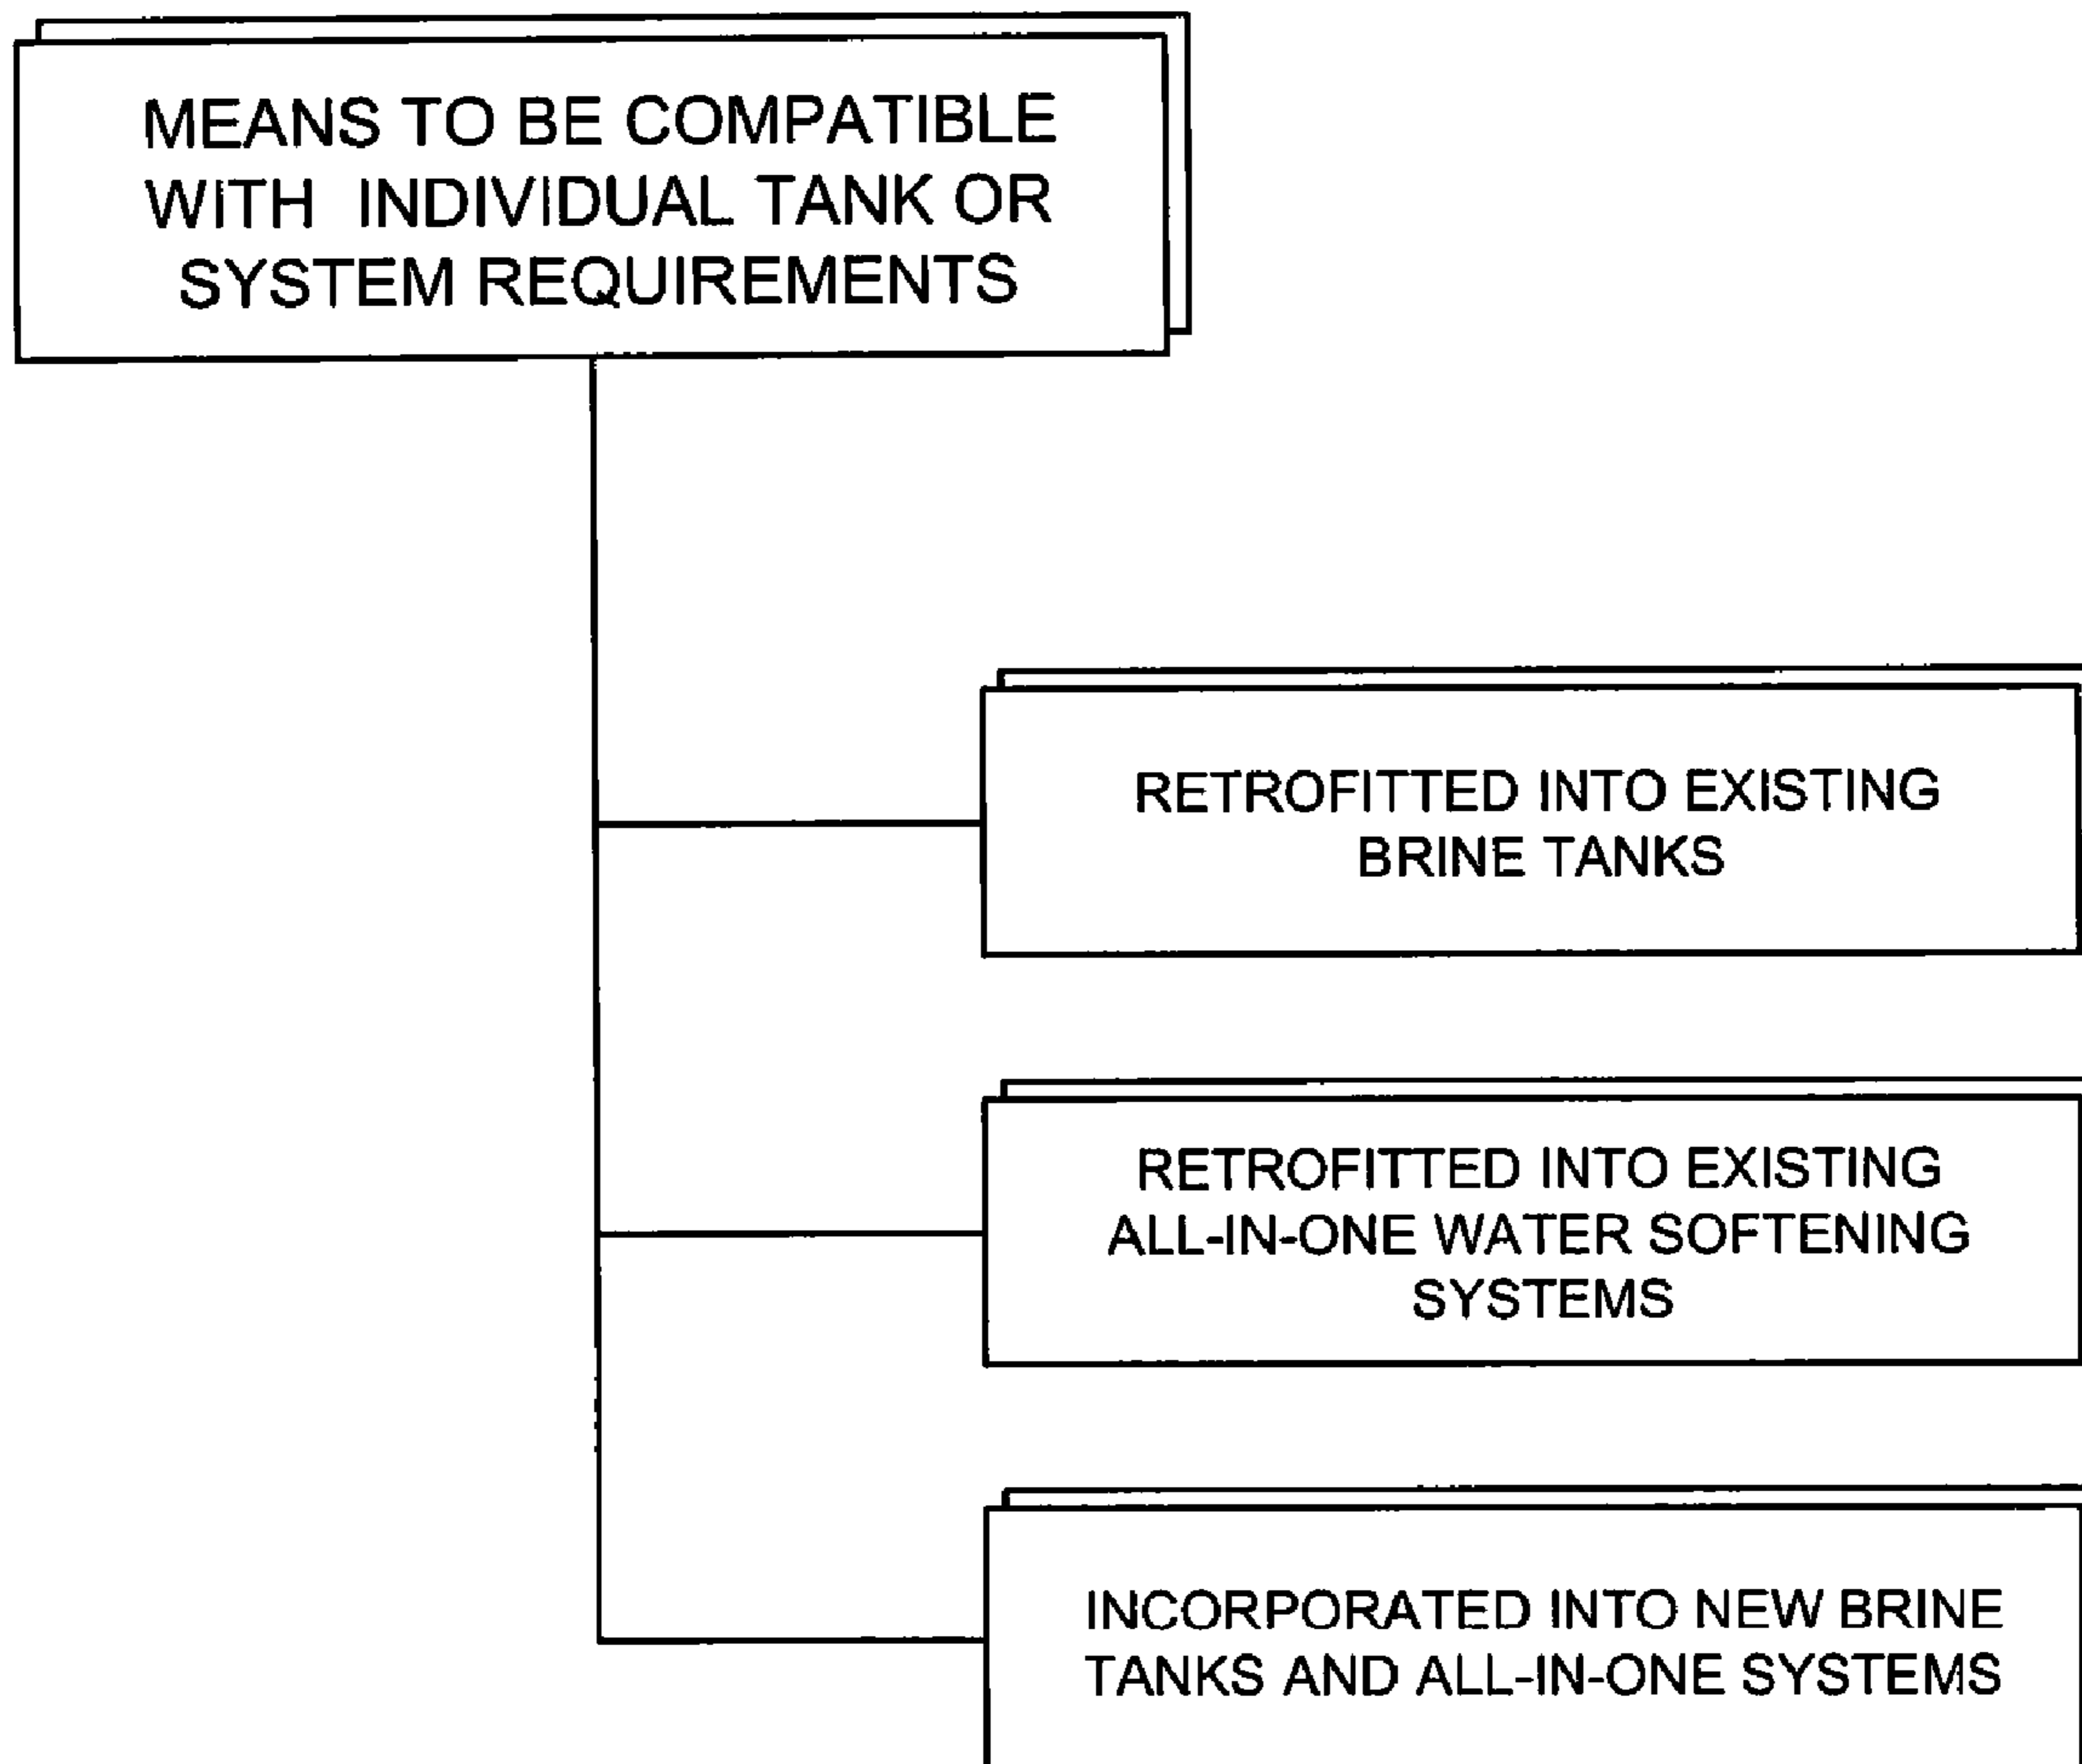 MEANS TO BE COMPATIBLE
WITH INDIVIDUAL TANK OR
SYSTEM REQUIREMENTS
RETROFITTED INTO EXISTING
BRINE TANKS
RETROFITTED INTO EXISTING
ALL-IN-ONE WATER SOFTENING
SYSTEMS
INCORPORATED INTO NEW BRINE
TANKS AND ALL-IN-ONE SYSTEMS